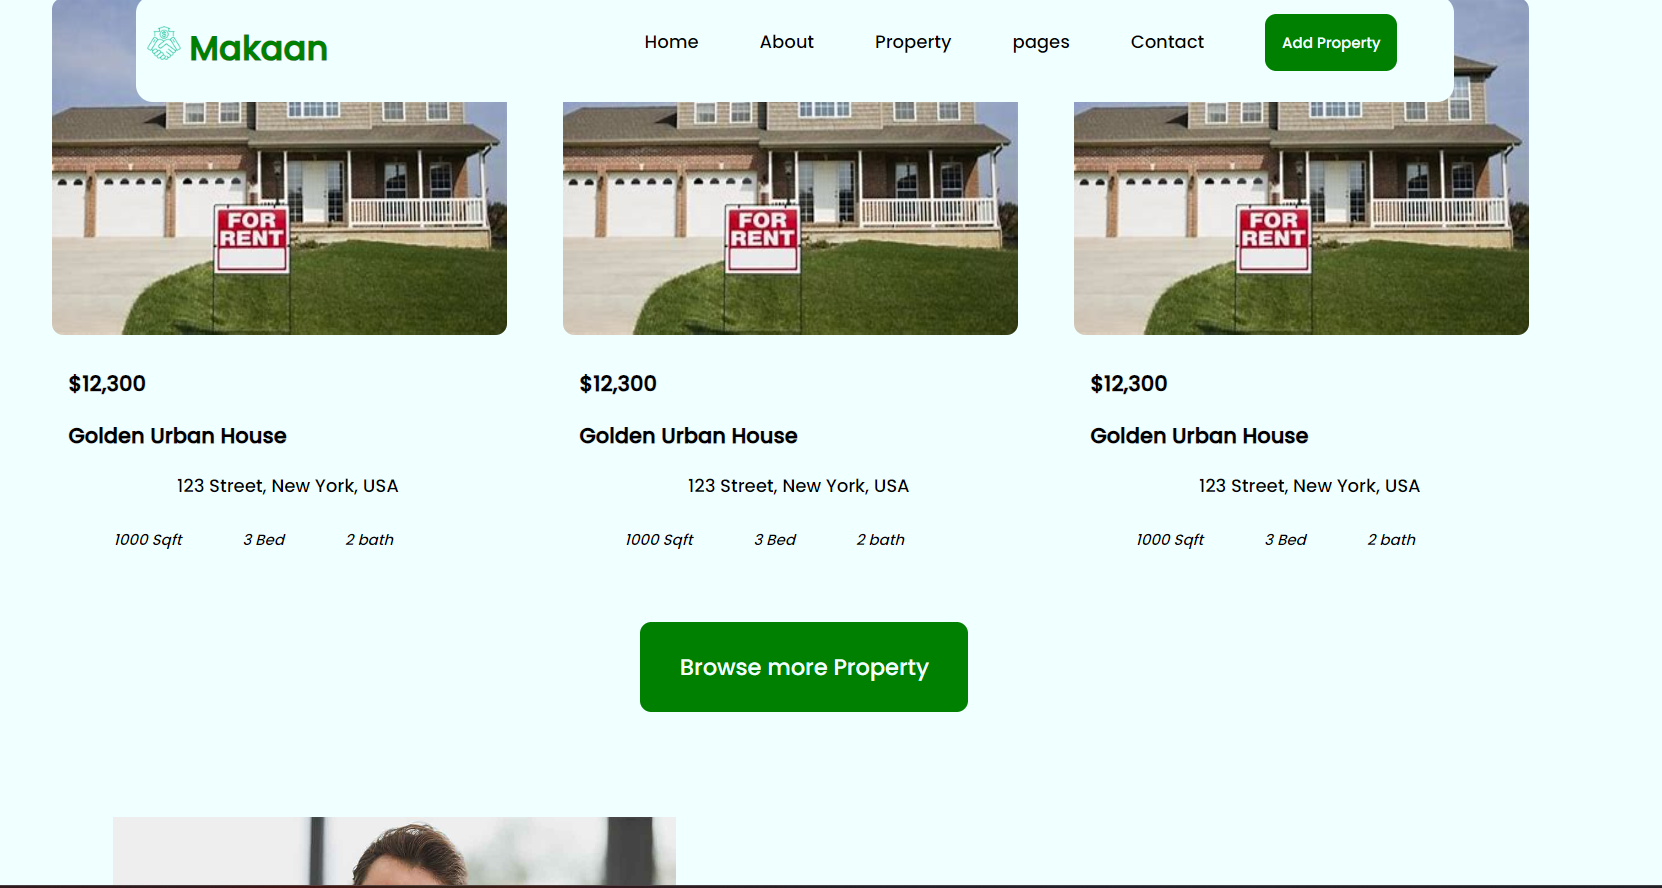 Makaan
Home About Property pages Contact Add Property
FOR RENT FOR RENT FOR RENT
$12,300 $12,300 $12,300
Golden Urban House Golden Urban House Golden Urban House
123 Street, New York, USA 123 Street, New York, USA 123 Street, New York, USA
1000 Sqft 3 Bed 2 bath 1000 Sqft 3 Bed 2 bath 1000 Sqft 3 Bed 2 bath
Browse more Property